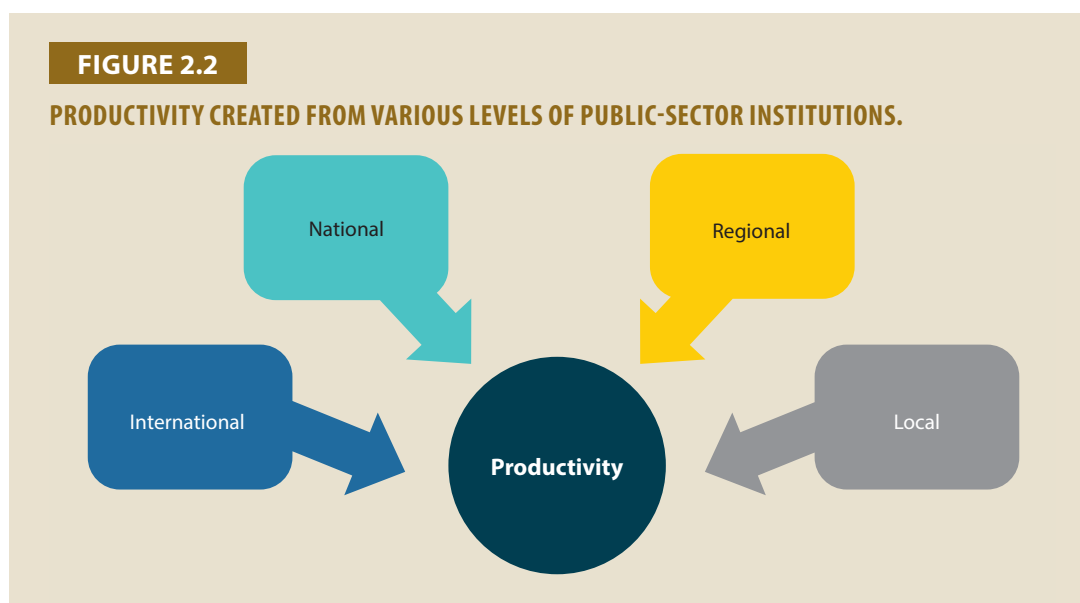 FIGURE 2.2
PRODUCTIVITY CREATED FROM VARIOUS LEVELS OF PUBLIC-SECTOR INSTITUTIONS.
National
Regional
International
Local
Productivity